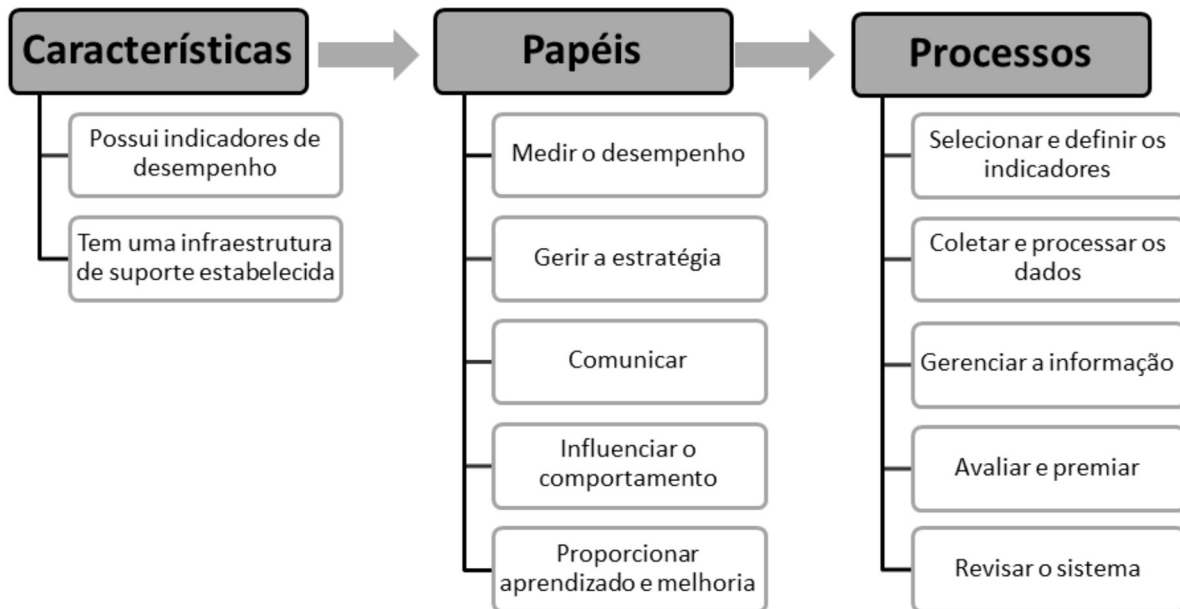 Características
Possui indicadores de
desempenho
Tem uma infraestrutura
de suporte estabelecida
Papéis
Medir o desempenho
Gerir a estratégia
Comunicar
Influenciar o
comportamento
Proporcionar
aprendizado e melhoria
Processos
Selecionar e definir os
indicadores
Coletar e processar os
dados
Gerenciar a informação
Avaliar e premiar
Revisar o sistema